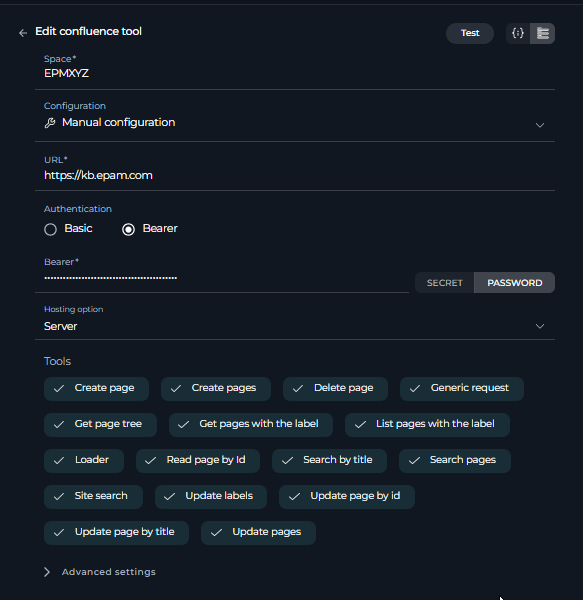 Edit confluence tool
Test
Space*
EPMXYZ
Configuration
Manual configuration
URL*
https://kb.epam.com
Authentication
Basic
Bearer
Bearer*
SECRET
PASSWORD
Hosting option
Server
Tools
Create page
Create pages
Delete page
Generic request
Get page tree
Get pages with the label
List pages with the label
Loader
Read page by Id
Search by title
Search pages
Site search
Update labels
Update page by id
Update page by title
Update pages
Advanced settings